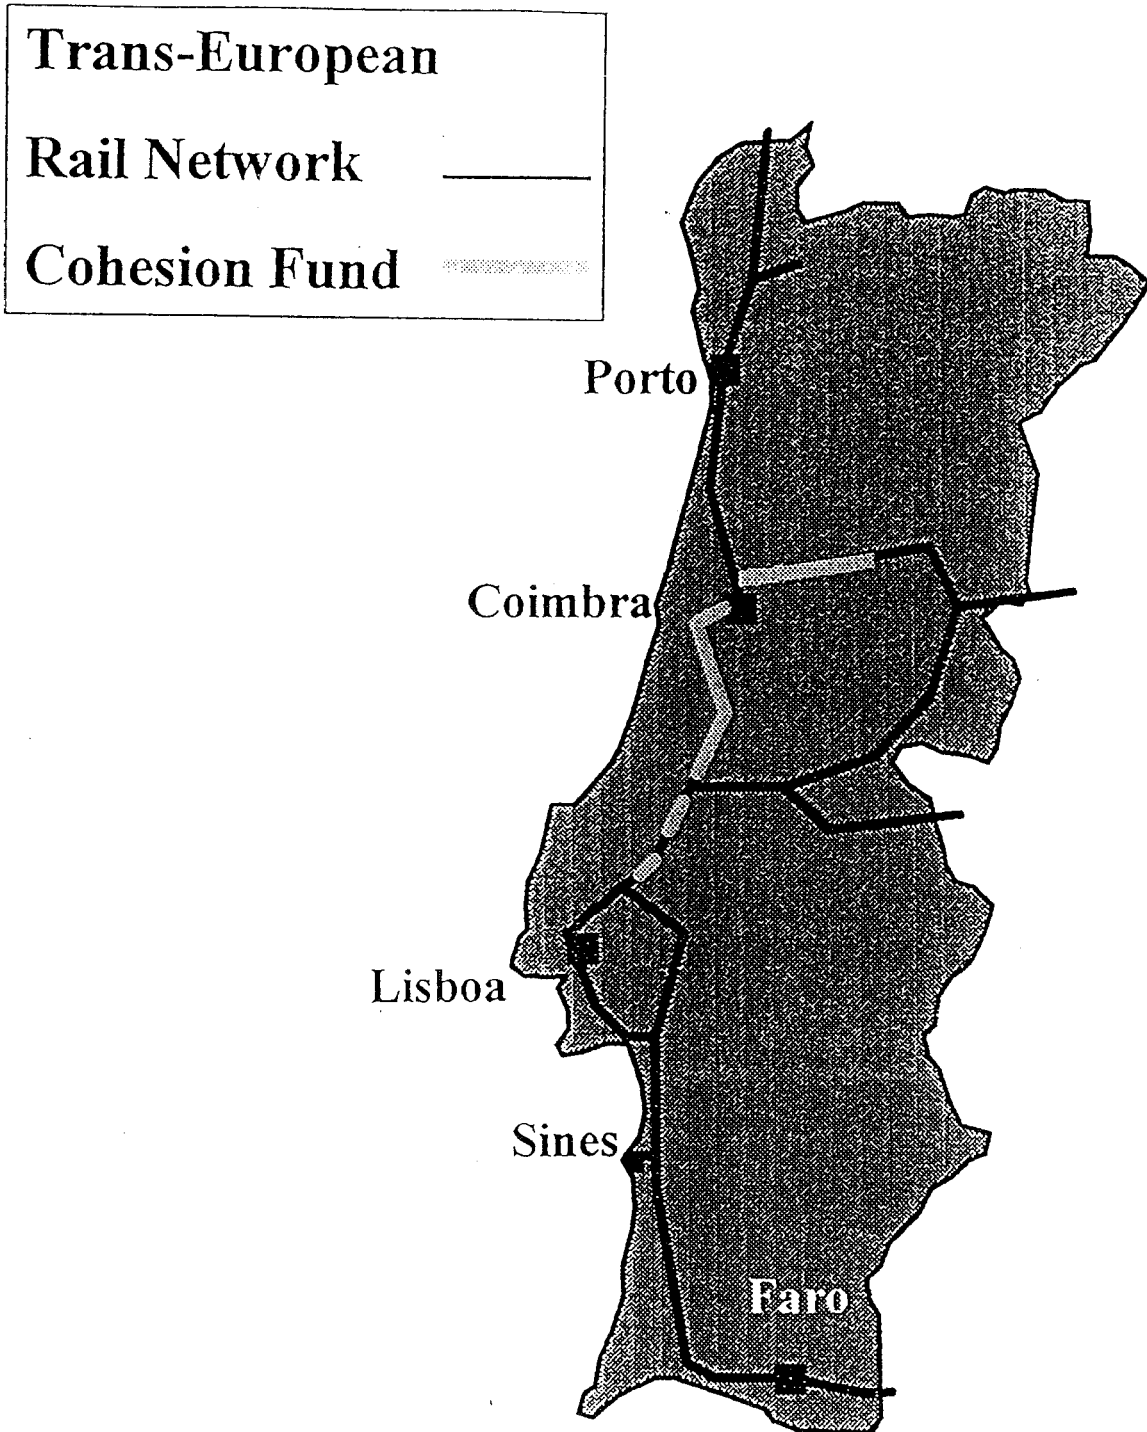 Trans-European
Rail Network
Cohesion Fund
Porto
Coimbra
Lisboa
Sines
Faro